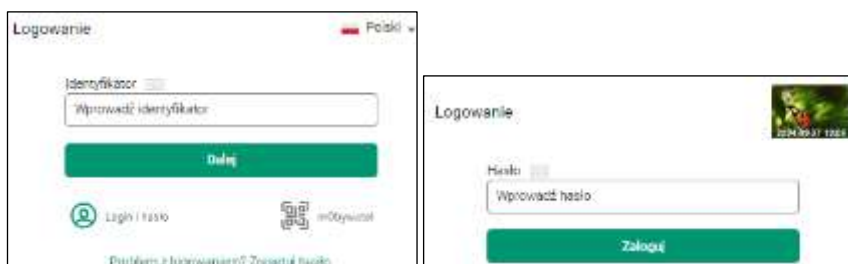 Logowanie
Polski
Identyfikator
Wprowadź identyfikator
Dalej
Login i hasło
mObywatel
Problem z logowaniem? Zresetuj hasło
Logowanie
Hasło
Wprowadź hasło
Zaloguj